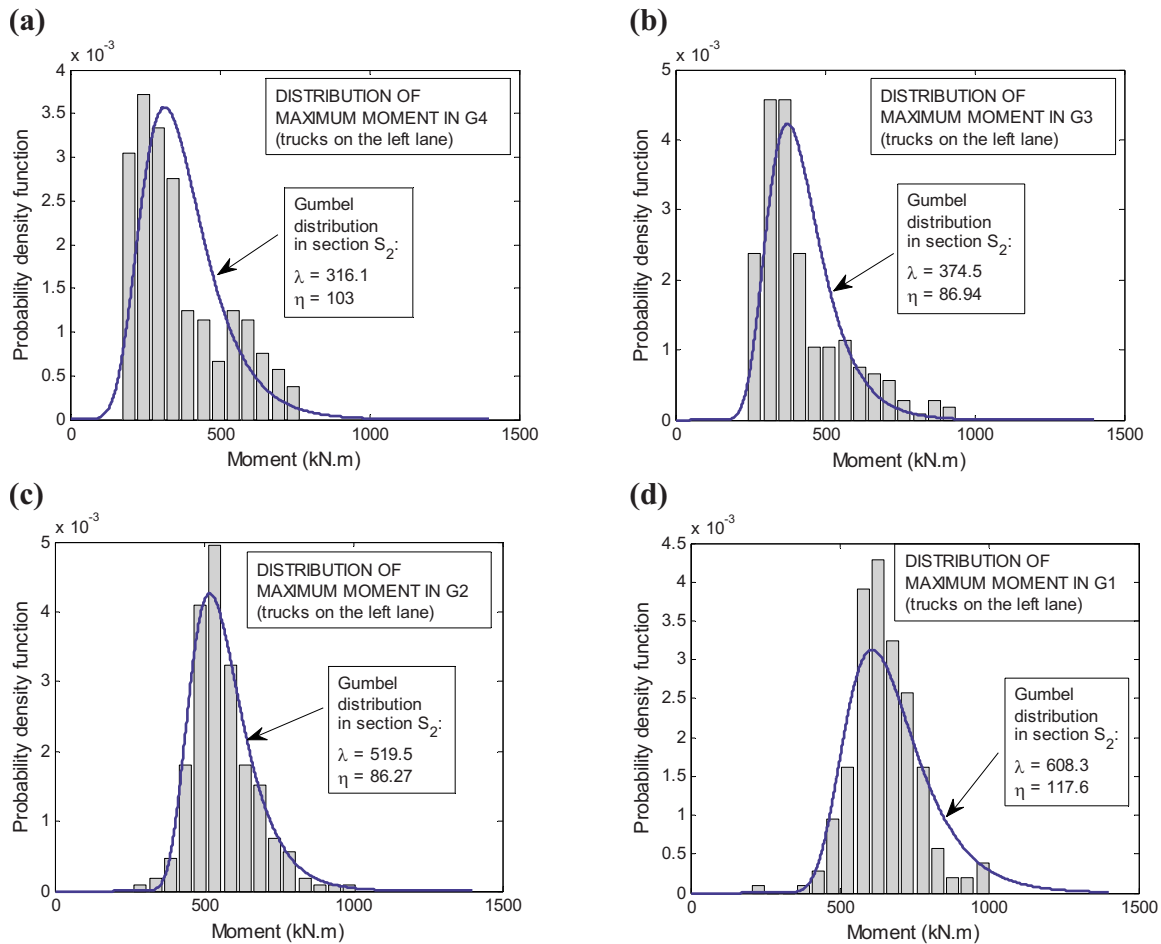 (a)
x 10-3
4
3.5
3
2.5
2
1.5
1
0.5
0
0
500
1000
1500
Probability density function
Moment (kN.m)
DISTRIBUTION OF
MAXIMUM MOMENT IN G4
(trucks on the left lane)
Gumbel
distribution
in section S2:
λ = 316.1
η = 103
(b)
x 10-3
5
4
3
2
1
0
0
500
1000
1500
Probability density function
Moment (kN.m)
DISTRIBUTION OF
MAXIMUM MOMENT IN G3
(trucks on the left lane)
Gumbel
distribution
in section S2:
λ = 374.5
η = 86.94
(c)
x 10-3
5
4
3
2
1
0
0
500
1000
1500
Probability density function
Moment (kN.m)
DISTRIBUTION OF
MAXIMUM MOMENT IN G2
(trucks on the left lane)
Gumbel
distribution
in section S2:
λ = 519.5
η = 86.27
(d)
x 10-3
4.5
4
3.5
3
2.5
2
1.5
1
0.5
0
0
500
1000
1500
Probability density function
Moment (kN.m)
DISTRIBUTION OF
MAXIMUM MOMENT IN G1
(trucks on the left lane)
Gumbel
distribution
in section S2:
λ = 608.3
η = 117.6